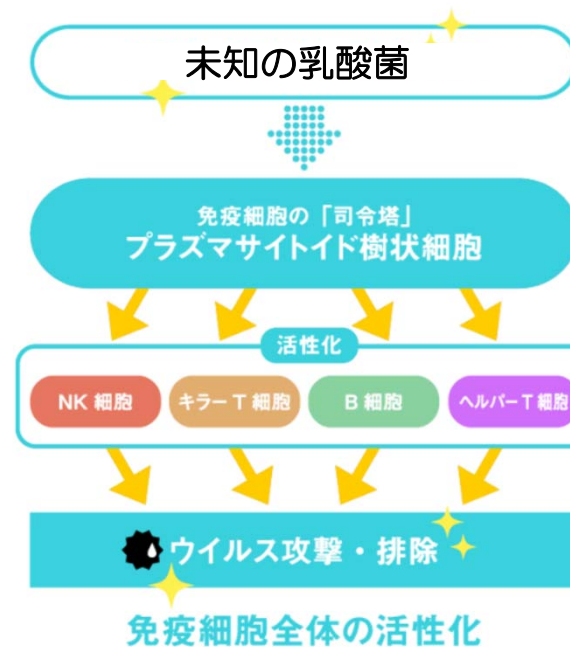 未知の乳酸菌
免疫細胞の「司令塔」
プラズマサイトイド樹状細胞
活性化
NK 細胞
キラー T 細胞
B 細胞
ヘルパー T 細胞
ウイルス攻撃・排除
免疫細胞全体の活性化